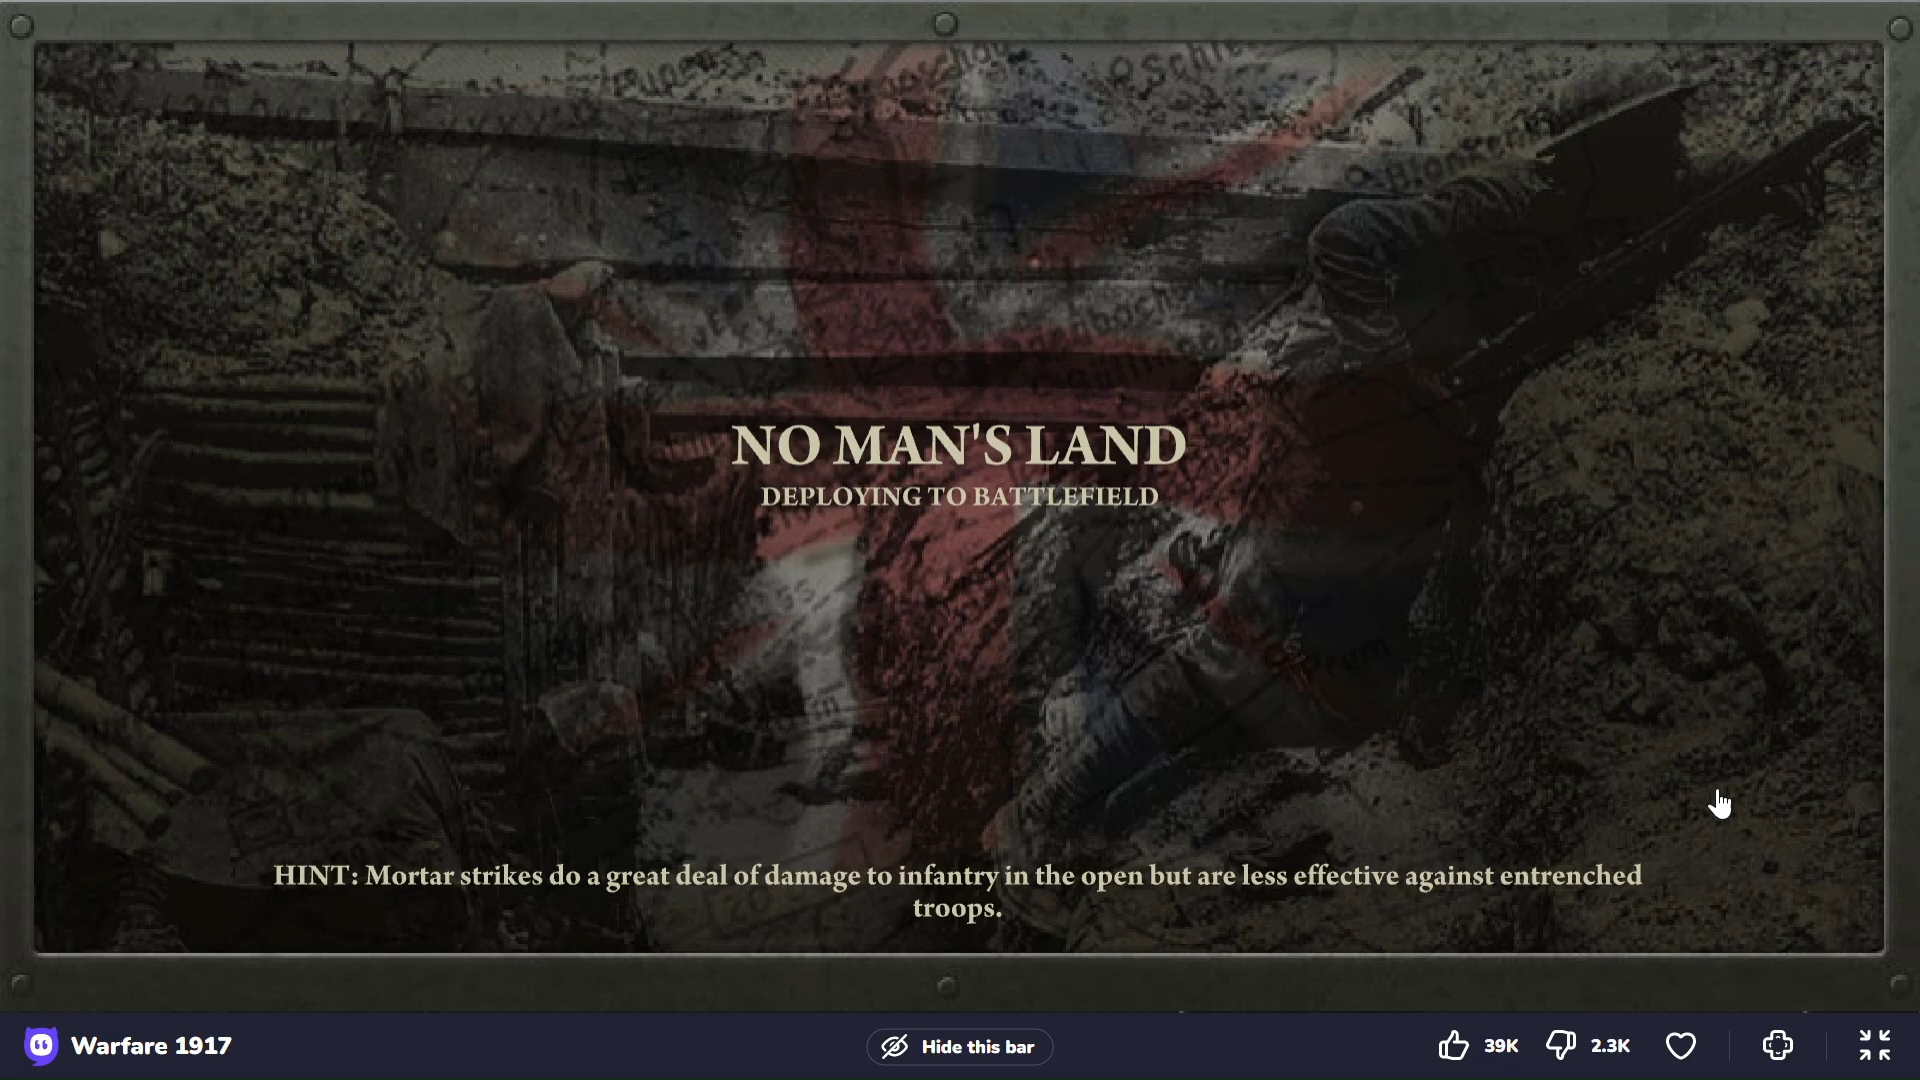 NO MAN'S LAND
DEPLOYING TO BATTLEFIELD
HINT: Mortar strikes do a great deal of damage to infantry in the open but are less effective against entrenched
troops.
Warfare 1917
Hide this bar
39K
2.3K